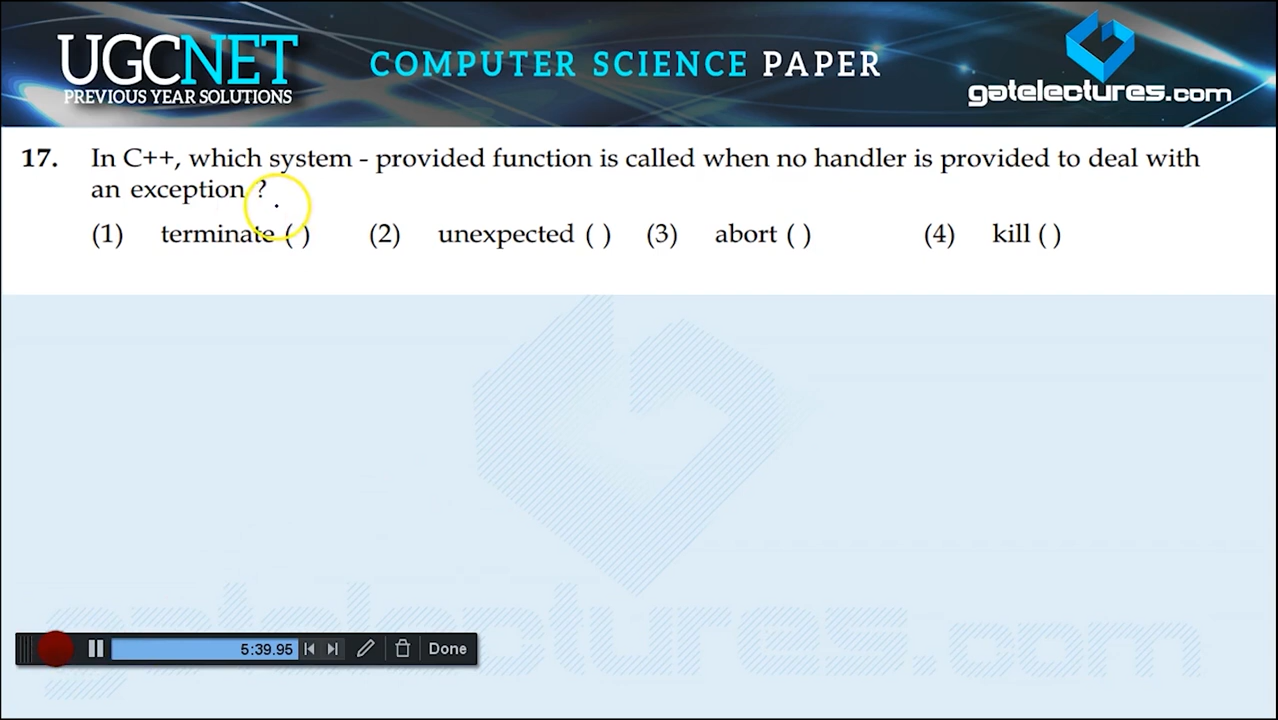 UGCNET
PREVIOUS YEAR SOLUTIONS
COMPUTER SCIENCE PAPER
gatelectures.com
17. In C++, which system - provided function is called when no handler is provided to deal with
an exception ?
(1) terminate ( ) (2) unexpected ( ) (3) abort ( ) (4) kill ( )
gatelectures.com
5:39.95 Done